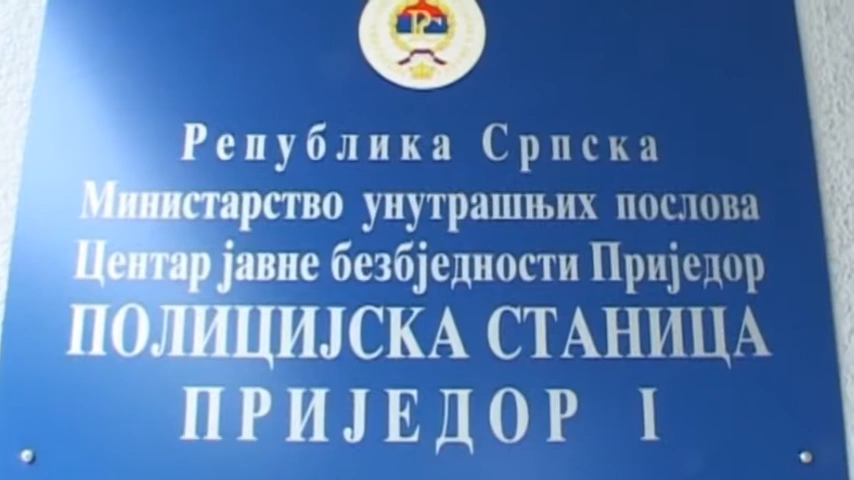 Република Српска
Министарство унутрашњих послова
Центар јавне безбједности Приједор
ПОЛИЦИЈСКА СТАНИЦА
ПРИЈЕДОР I